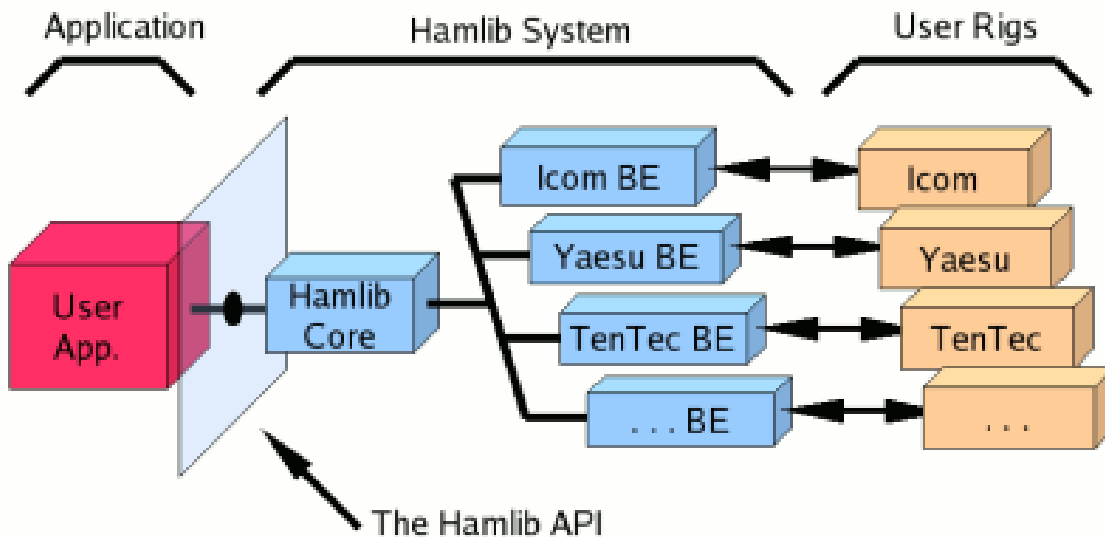 Application
Hamlib System
User Rigs
Icom BE
Icom
Yaesu BE
Yaesu
User
App.
Hamlib
Core
TenTec BE
TenTec
. . . BE
. . .
The Hamlib API